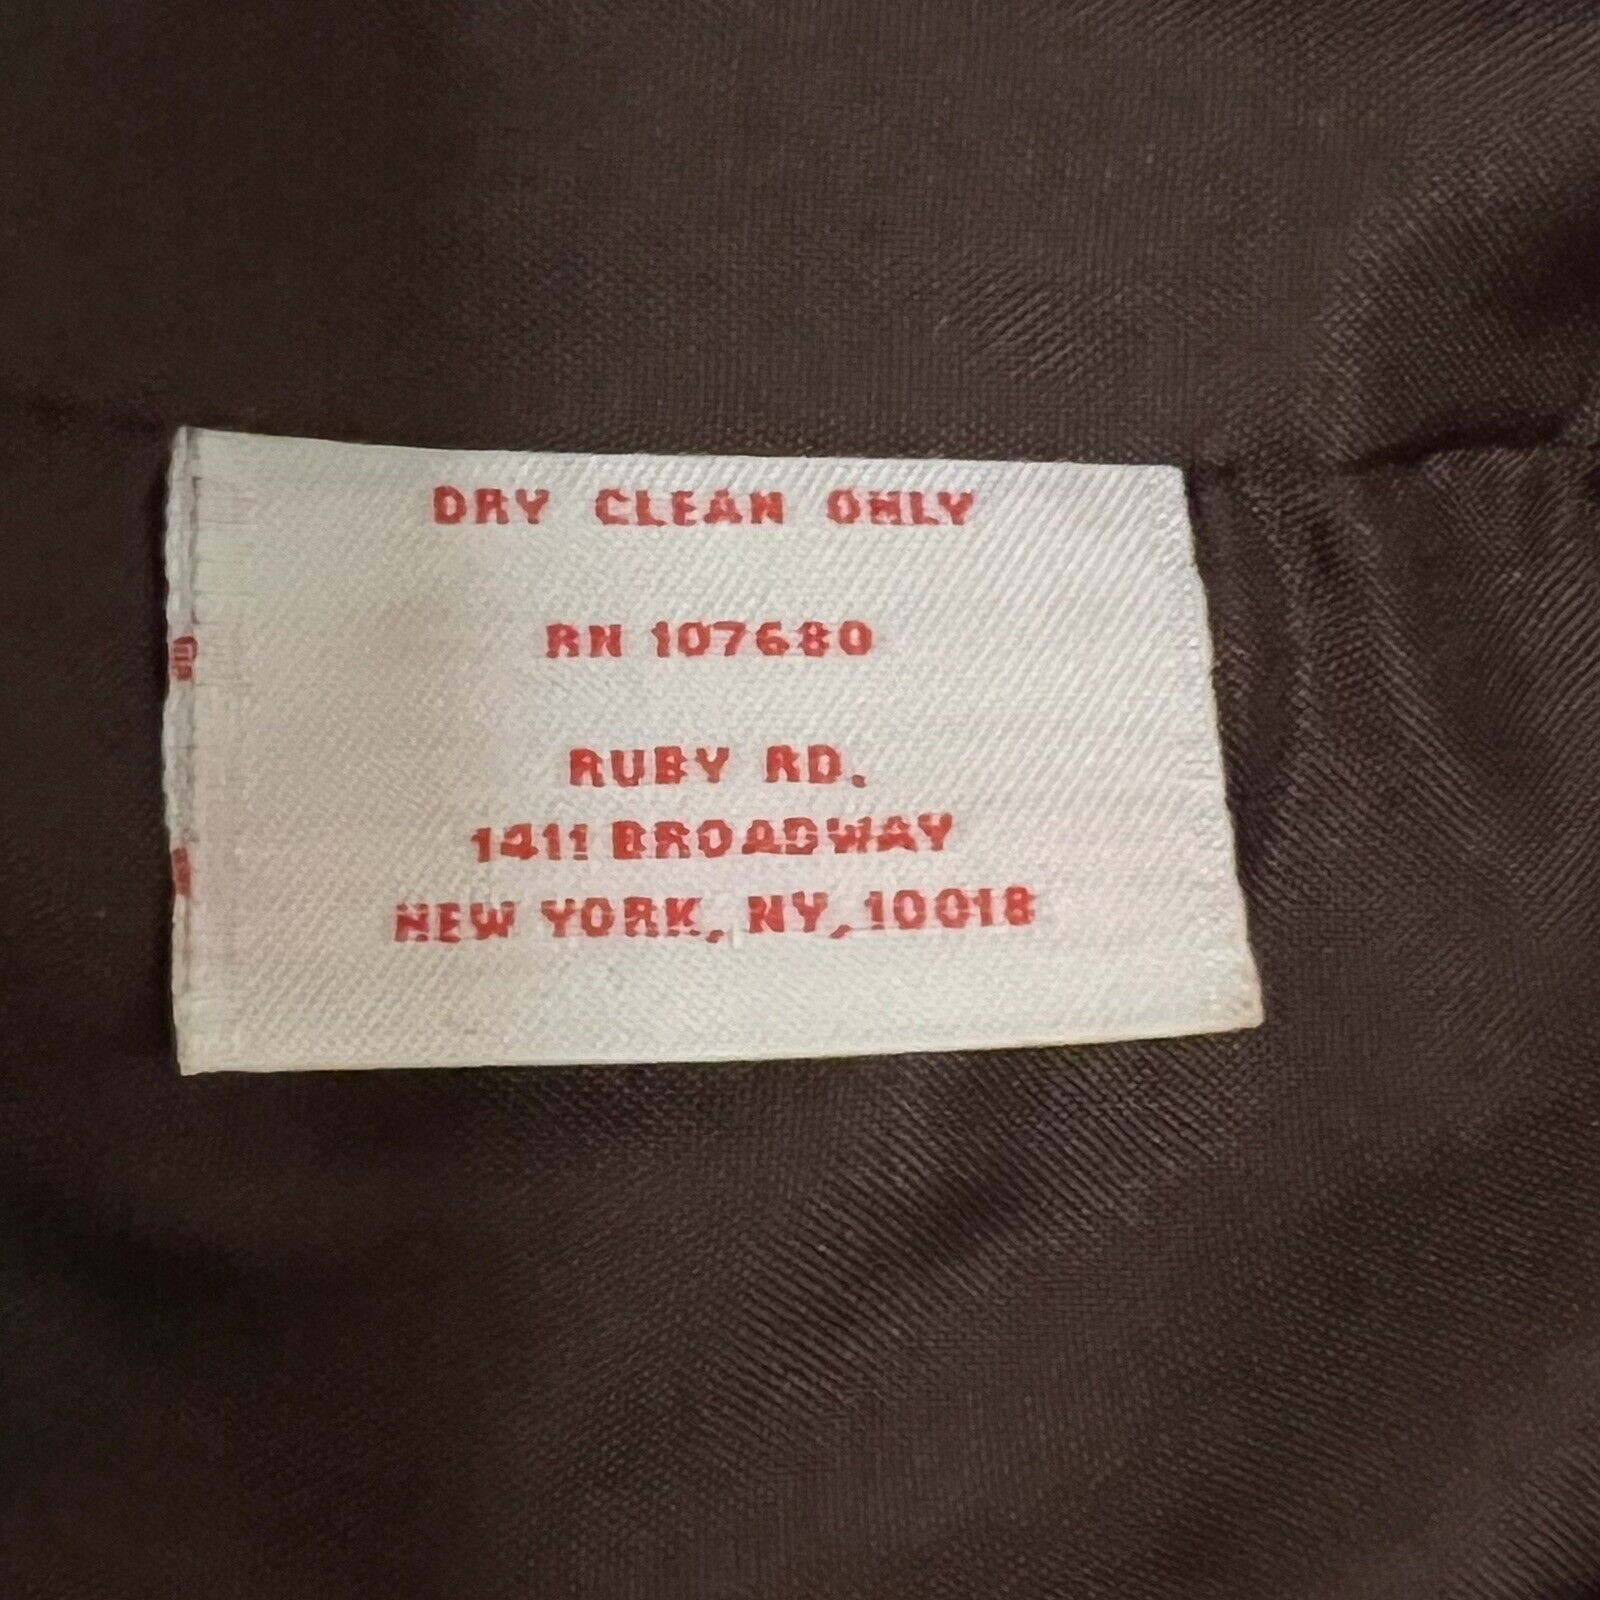 DRY CLEAN ONLY
RN 107680
RUBY RD.
1411 BROADWAY
NEW YORK, NY, 10018